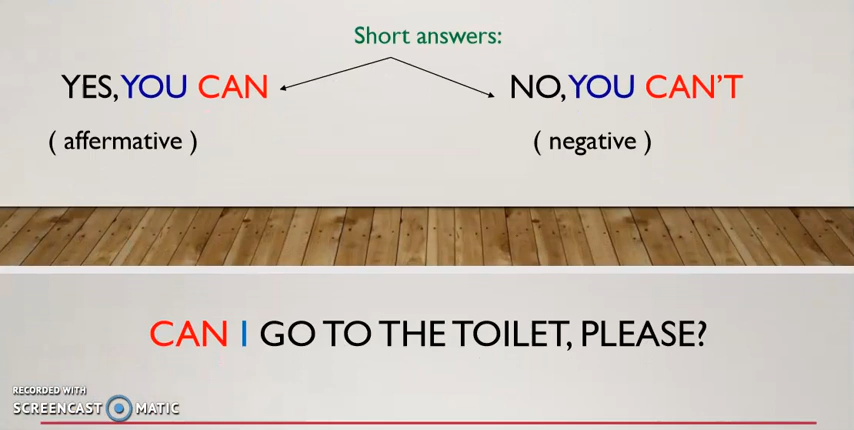 Short answers:
YES, YOU CAN
NO, YOU CAN'T
( affermative )
( negative )
CAN I GO TO THE TOILET, PLEASE?
RECORDED WITH
SCREENCAST MATIC